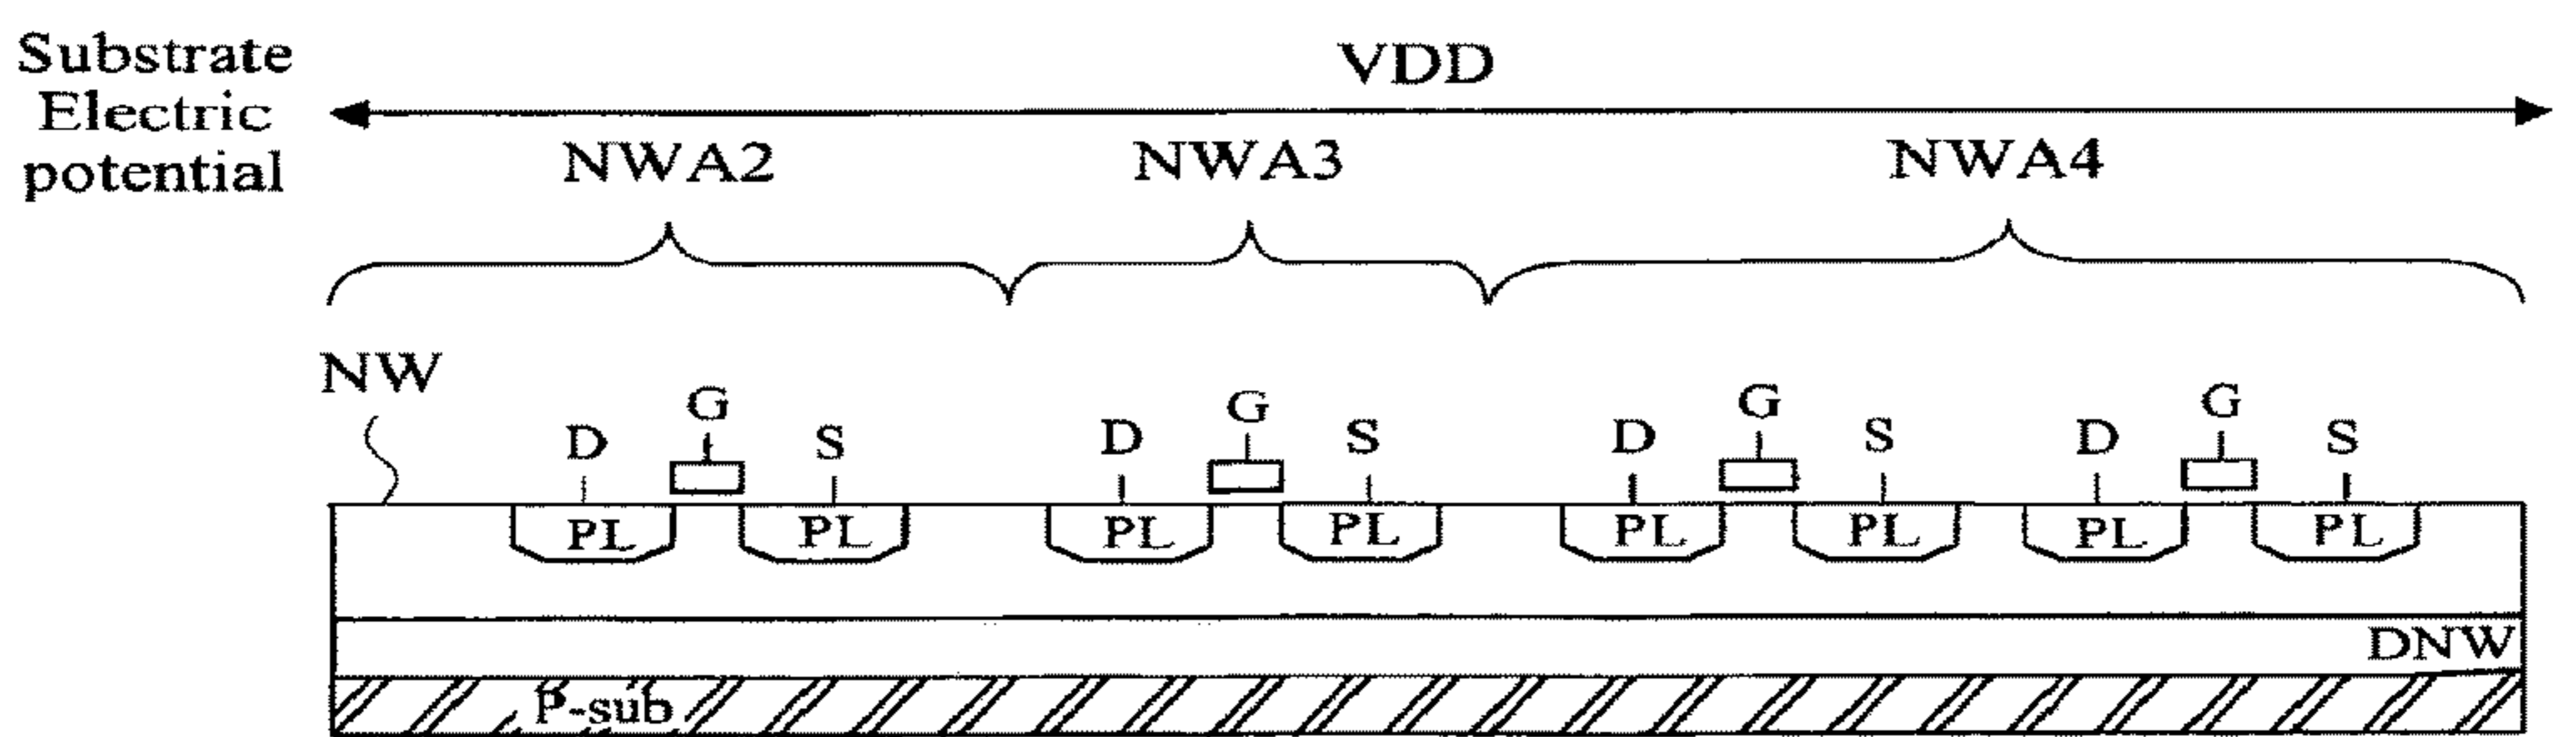 Substrate
Electric
potential
VDD
NWA2 NWA3 NWA4
NW
G G G G
D S D S D S D S
PL PL PL PL PL PL PL PL
DNW
P-sub